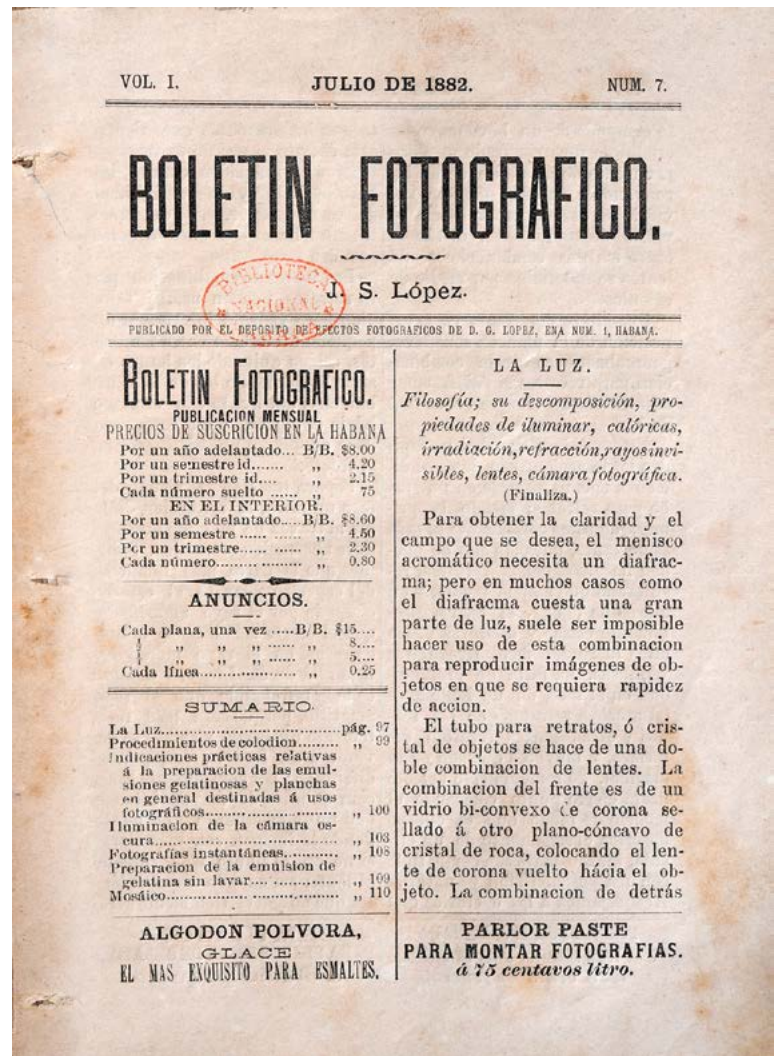 VOL. I. JULIO DE 1882. NUM. 7.
BOLETIN FOTOGRAFICO.
BIBLIOTECA
NACIONAL
HABANA
J. S. López.
PUBLICADO POR EL DEPOSITO DE EFECTOS FOTOGRAFICOS DE D. G. LOPEZ, ENA NUM. 1, HABANA.
BOLETIN FOTOGRAFICO.
PUBLICACION MENSUAL
PRECIOS DE SUSCRICION EN LA HABANA
Por un año adelantado... B/B. $8.00
Por un semestre id....... ,, 4.20
Por un trimestre id.... ,, 2.15
Cada número suelto ...... ,, 75
EN EL INTERIOR.
Por un año adelantado.....B/B. $8.60
Por un semestre ...... ...... ,, 4.50
Por un trimestre...... ...... ,, 2.30
Cada número......... ......... ,, 0.80
ANUNCIOS.
Cada plana, una vez .....B/B. $15....
,, ,, ,, ...... ,, 8....
,, ,, ,, ...... ,, 5....
Cada línea..................... ,, 0.25
SUMARIO.
La Luz.................................pág. 97
Procedimientos de colodion......... ,, 99
Indicaciones prácticas relativas
á la preparacion de las emul-
siones gelatinosas y planchas
en general destinadas á usos
fotográficos........................ ,, 100
Iluminacion de la cámara os-
cura................................. ,, 103
Fotografías instantáneas............ ,, 108
Preparacion de la emulsion de
gelatina sin lavar.... ............ ,, 109
Mosáico................................ ,, 110
ALGODON POLVORA,
GLACE
EL MAS EXQUISITO PARA ESMALTES.
LA LUZ.
Filosofía; su descomposición, pro-
piedades de iluminar, calóricas,
irradiación, refracción, rayos invi-
sibles, lentes, cámara fotográfica.
(Finaliza.)
Para obtener la claridad y el
campo que se desea, el menisco
acromático necesita un diafrac-
ma; pero en muchos casos como
el diafracma cuesta una gran
parte de luz, suele ser imposible
hacer uso de esta combinacion
para reproducir imágenes de ob-
jetos en que se requiera rapidez
de accion.
El tubo para retratos, ó cris-
tal de objetos se hace de una do-
ble combinacion de lentes. La
combinacion del frente es de un
vidrio bi-convexo de corona se-
llado á otro plano-cóncavo de
cristal de roca, colocando el len-
te de corona vuelto hácia el ob-
jeto. La combinacion de detrás
PARLOR PASTE
PARA MONTAR FOTOGRAFIAS.
á 75 centavos litro.